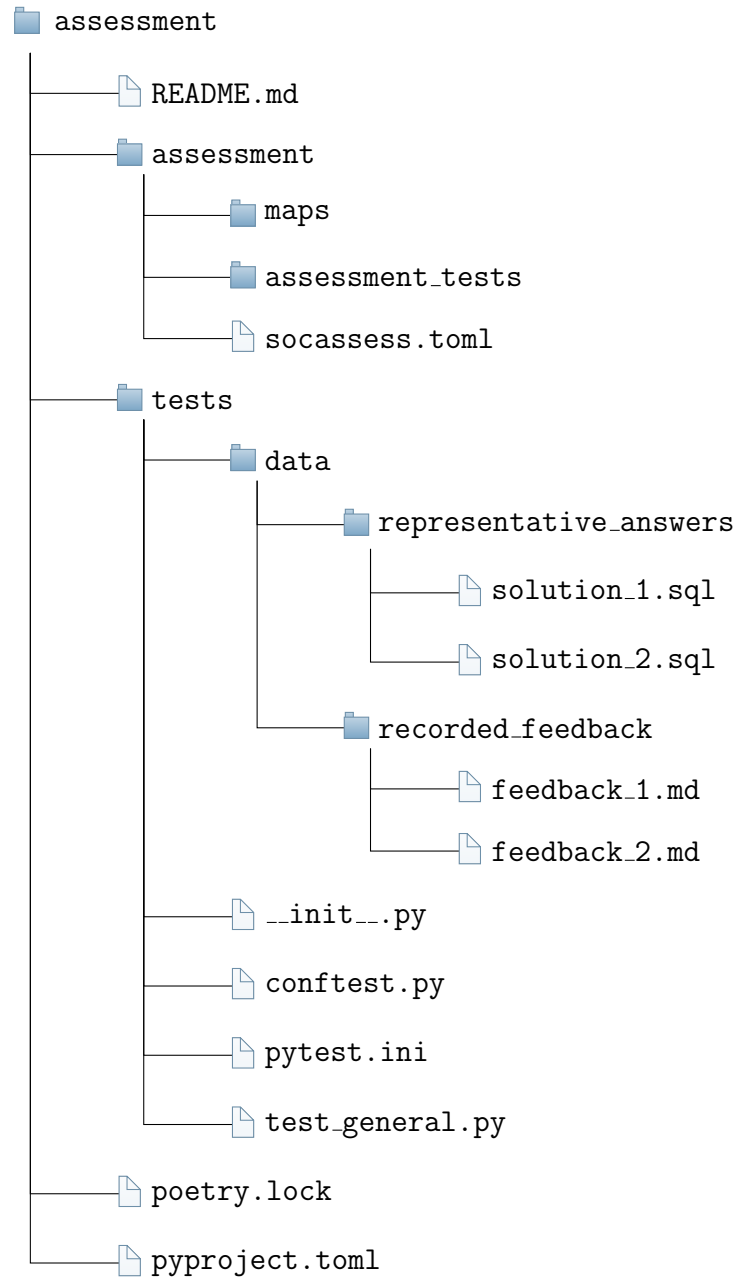 assessment
README.md
assessment
maps
assessment_tests
socassess.toml
tests
data
representative_answers
solution_1.sql
solution_2.sql
recorded_feedback
feedback_1.md
feedback_2.md
__init__.py
conftest.py
pytest.ini
test_general.py
poetry.lock
pyproject.toml